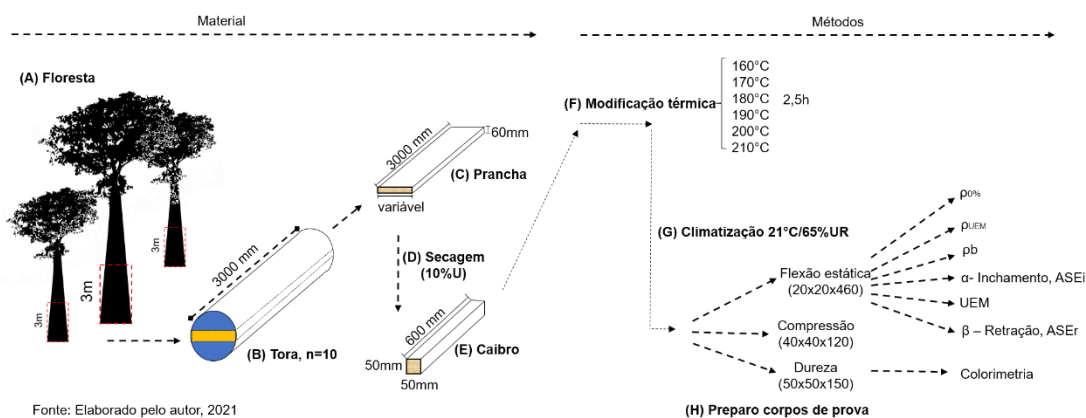 Material
Métodos
(A) Floresta
3m
3m
3m
3000 mm
(B) Tora, n=10
3000 mm
60mm
(C) Prancha
variável
(D) Secagem
(10%U)
600 mm
(E) Caibro
50mm
50mm
(F) Modificação térmica
160°C
170°C
180°C
190°C
200°C
210°C
2,5h
(G) Climatização 21°C/65%UR
Flexão estática
(20x20x460)
Compressão
(40x40x120)
Dureza
(50x50x150)
ρ0%
ρUEM
ρb
α- Inchamento, ASEi
UEM
β – Retração, ASEr
Colorimetria
(H) Preparo corpos de prova
Fonte: Elaborado pelo autor, 2021